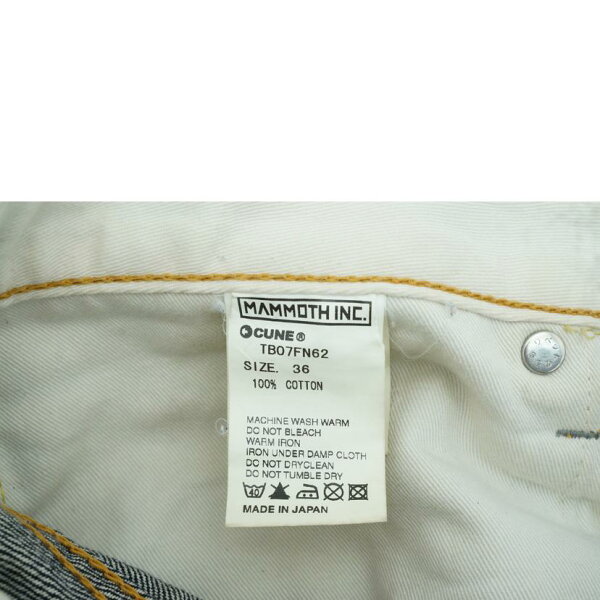 MAMMOTH INC.
CUNE®
TB07FN62
SIZE. 36
100% COTTON
MACHINE WASH WARM
DO NOT BLEACH
WARM IRON
IRON UNDER DAMP CLOTH
DO NOT DRYCLEAN
DO NOT TUMBLE DRY
40
MADE IN JAPAN